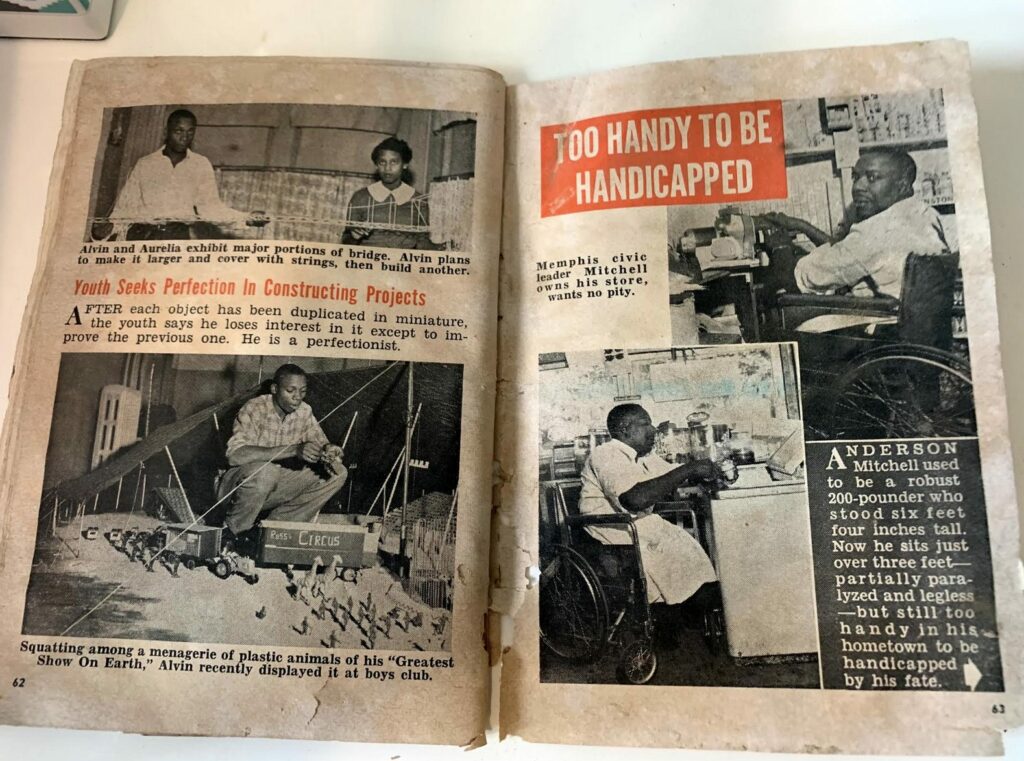 Alvin and Aurelia exhibit major portions of bridge. Alvin plans
to make it larger and cover with strings, then build another.
Youth Seeks Perfection In Constructing Projects
AFTER each object has been duplicated in miniature,
the youth says he loses interest in it except to im-
prove the previous one. He is a perfectionist.
Ross CIRCUS
Squatting among a menagerie of plastic animals of his "Greatest
Show On Earth," Alvin recently displayed it at boys club.
62
TOO HANDY TO BE
HANDICAPPED
Memphis civic
leader Mitchell
owns his store,
wants no pity.
ANDERSON
Mitchell used
to be a robust
200-pounder who
stood six feet
four inches tall.
Now he sits just
over three feet—
partially para-
lyzed and legless
—but still too
handy in his
hometown to be
handicapped
by his fate.
63